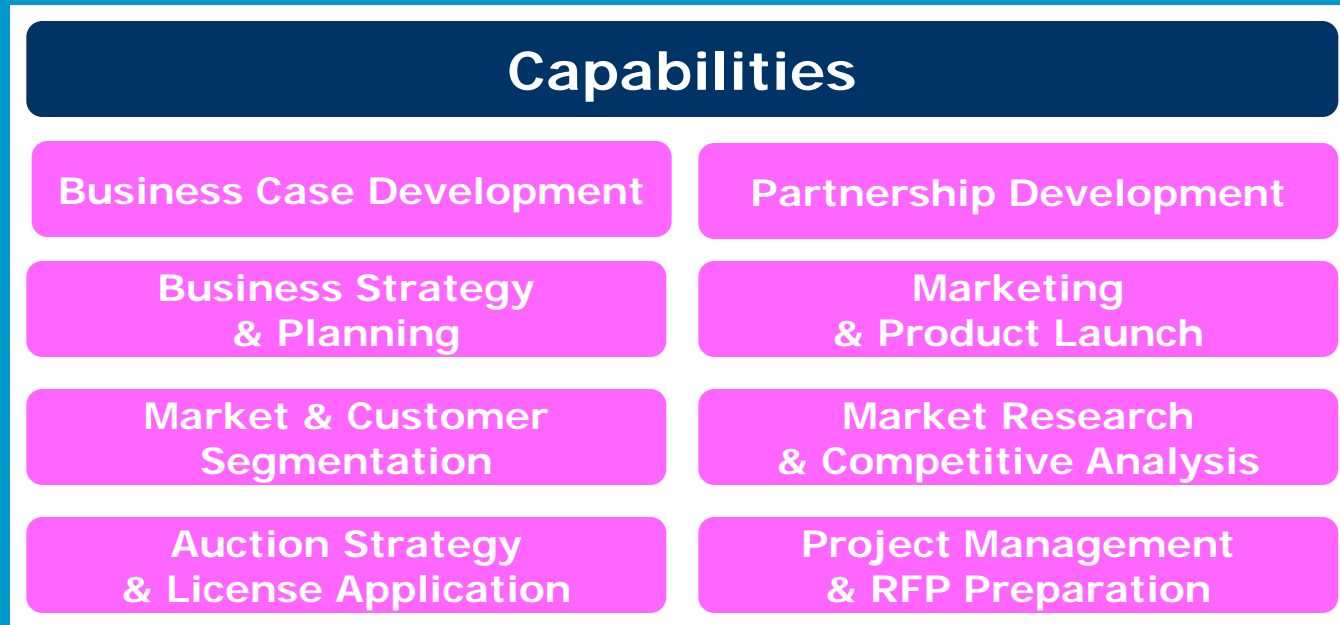 Capabilities
Business Case Development
Partnership Development
Business Strategy
& Planning
Marketing
& Product Launch
Market & Customer
Segmentation
Market Research
& Competitive Analysis
Auction Strategy
& License Application
Project Management
& RFP Preparation